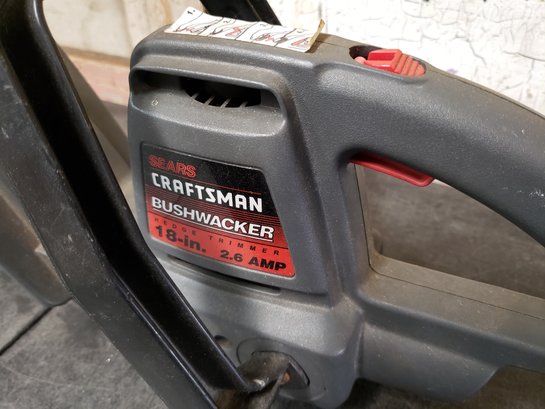 SEARS
CRAFTSMAN
BUSHWACKER
HEDGE TRIMMER
18-in. 2.6 AMP